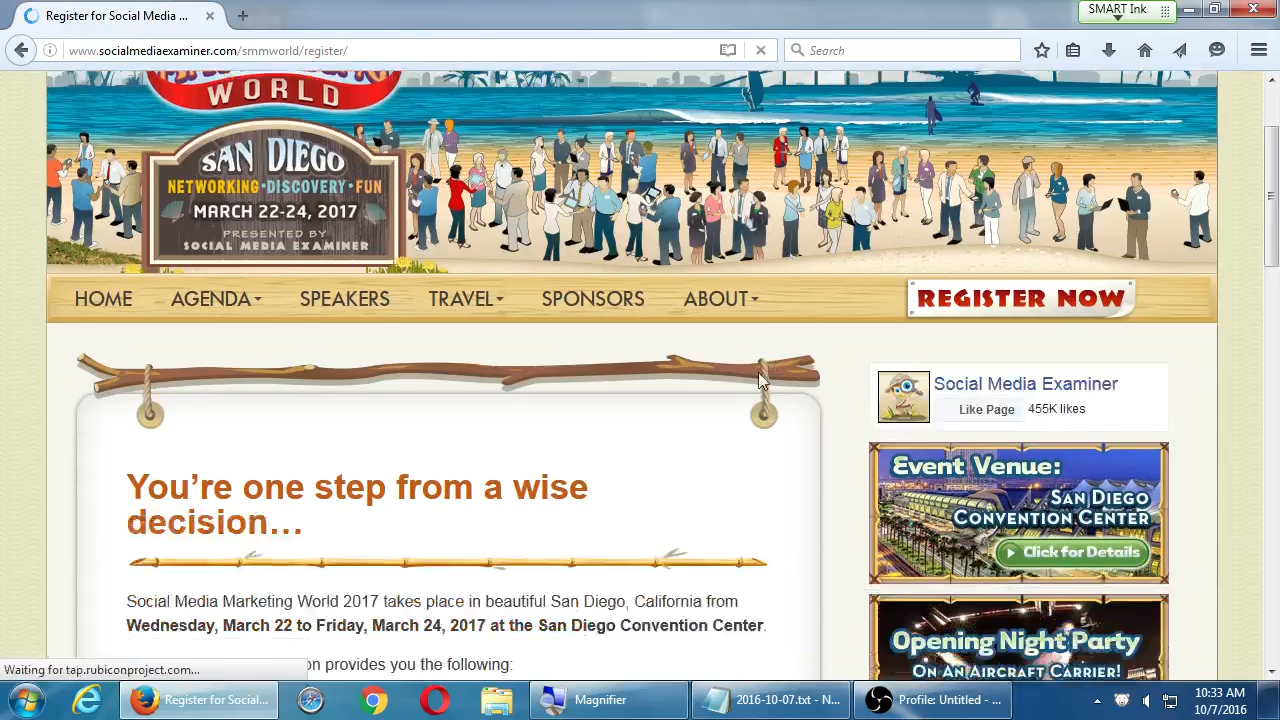 Register for Social Media ...
SMART Ink
www.socialmediaexaminer.com/smmworld/register/
Search
WORLD
SAN DIEGO
NETWORKING·DISCOVERY·FUN
MARCH 22-24, 2017
PRESENTED BY
SOCIAL MEDIA EXAMINER
HOME
AGENDA
SPEAKERS
TRAVEL
SPONSORS
ABOUT
REGISTER NOW
Social Media Examiner
Like Page
455K likes
You're one step from a wise
decision...
Event Venue:
SAN DIEGO
CONVENTION CENTER
Click for Details
Social Media Marketing World 2017 takes place in beautiful San Diego, California from
Wednesday, March 22 to Friday, March 24, 2017 at the San Diego Convention Center.
Opening Night Party
ON AN AIRCRAFT CARRIER!
on provides you the following:
Waiting for tap.rubiconproject.com...
Register for Social...
Magnifier
2016-10-07.txt - N...
Profile: Untitled - ...
10:33 AM
10/7/2016